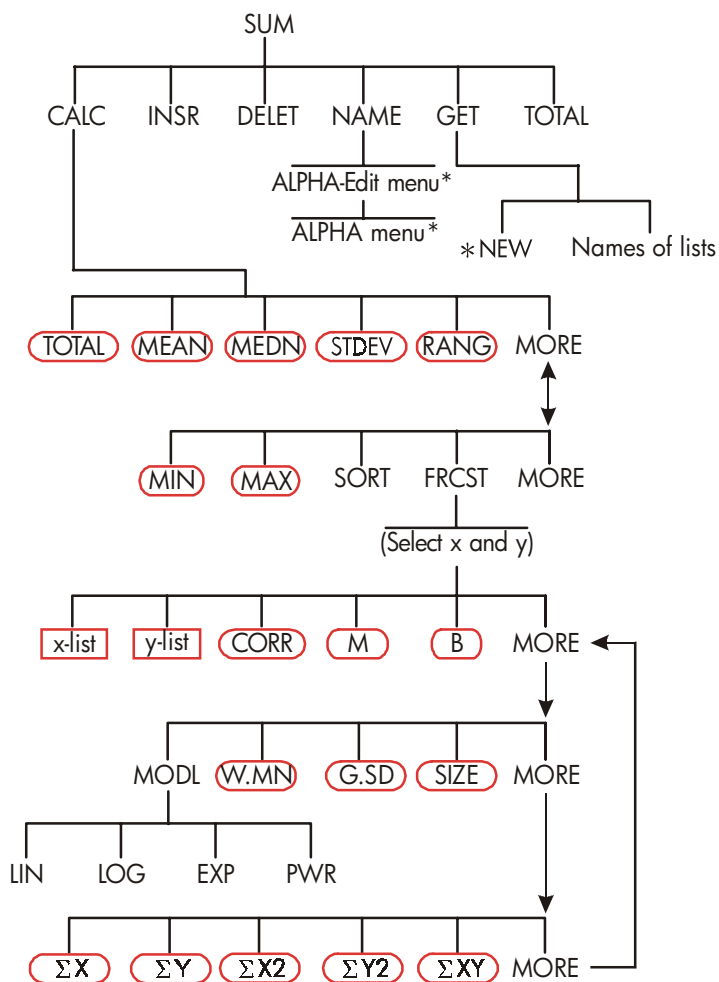 SUM
CALC INSR DELET NAME GET TOTAL
ALPHA-Edit menu*
ALPHA menu*
*NEW Names of lists
TOTAL MEAN MEDN STDEV RANG MORE
MIN MAX SORT FRCST MORE
(Select x and y)
x-list y-list CORR M B MORE
MODL W.MN G.SD SIZE MORE
LIN LOG EXP PWR
ΣX ΣY ΣX2 ΣY2 ΣXY MORE